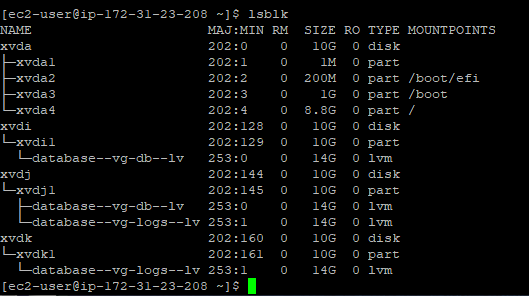 [ec2-user@ip-172-31-23-208 ~]$ lsblk
NAME                      MAJ:MIN RM  SIZE RO TYPE MOUNTPOINTS
xvda                      202:0    0   10G  0 disk
├─xvda1                   202:1    0    1M  0 part
├─xvda2                   202:2    0  200M  0 part /boot/efi
├─xvda3                   202:3    0    1G  0 part /boot
└─xvda4                   202:4    0  8.8G  0 part /
xvdi                      202:128  0   10G  0 disk
└─xvdi1                   202:129  0   10G  0 part
  └─database--vg-db--lv   253:0    0   14G  0 lvm
xvdj                      202:144  0   10G  0 disk
└─xvdj1                   202:145  0   10G  0 part
  ├─database--vg-db--lv   253:0    0   14G  0 lvm
  └─database--vg-logs--lv 253:1    0   14G  0 lvm
xvdk                      202:160  0   10G  0 disk
└─xvdk1                   202:161  0   10G  0 part
  └─database--vg-logs--lv 253:1    0   14G  0 lvm
[ec2-user@ip-172-31-23-208 ~]$